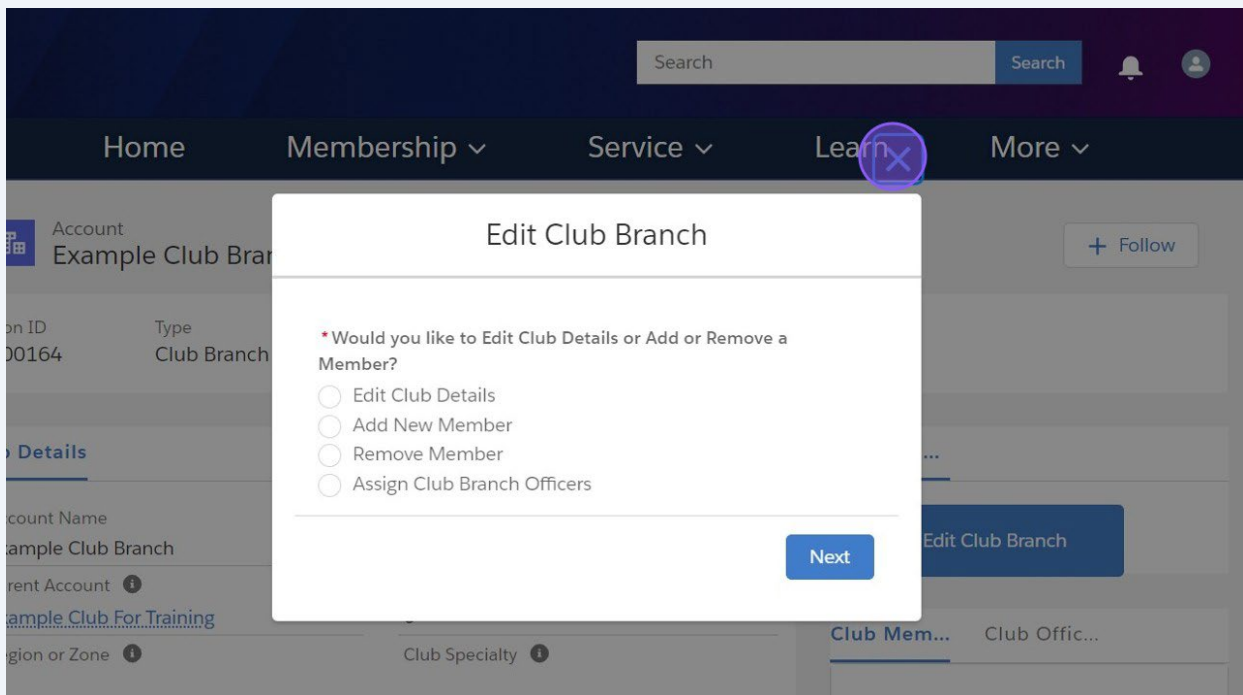 Search Search
Home Membership Service Learn More
Account
Example Club Bran
+ Follow
on ID Type
00164 Club Branch
Edit Club Branch
*Would you like to Edit Club Details or Add or Remove a
Member?
Edit Club Details
Add New Member
Remove Member
Assign Club Branch Officers
Next
Details
...
ccount Name
ample Club Branch
Edit Club Branch
rent Account
ample Club For Training
egion or Zone
Club Specialty
Club Mem... Club Offic...